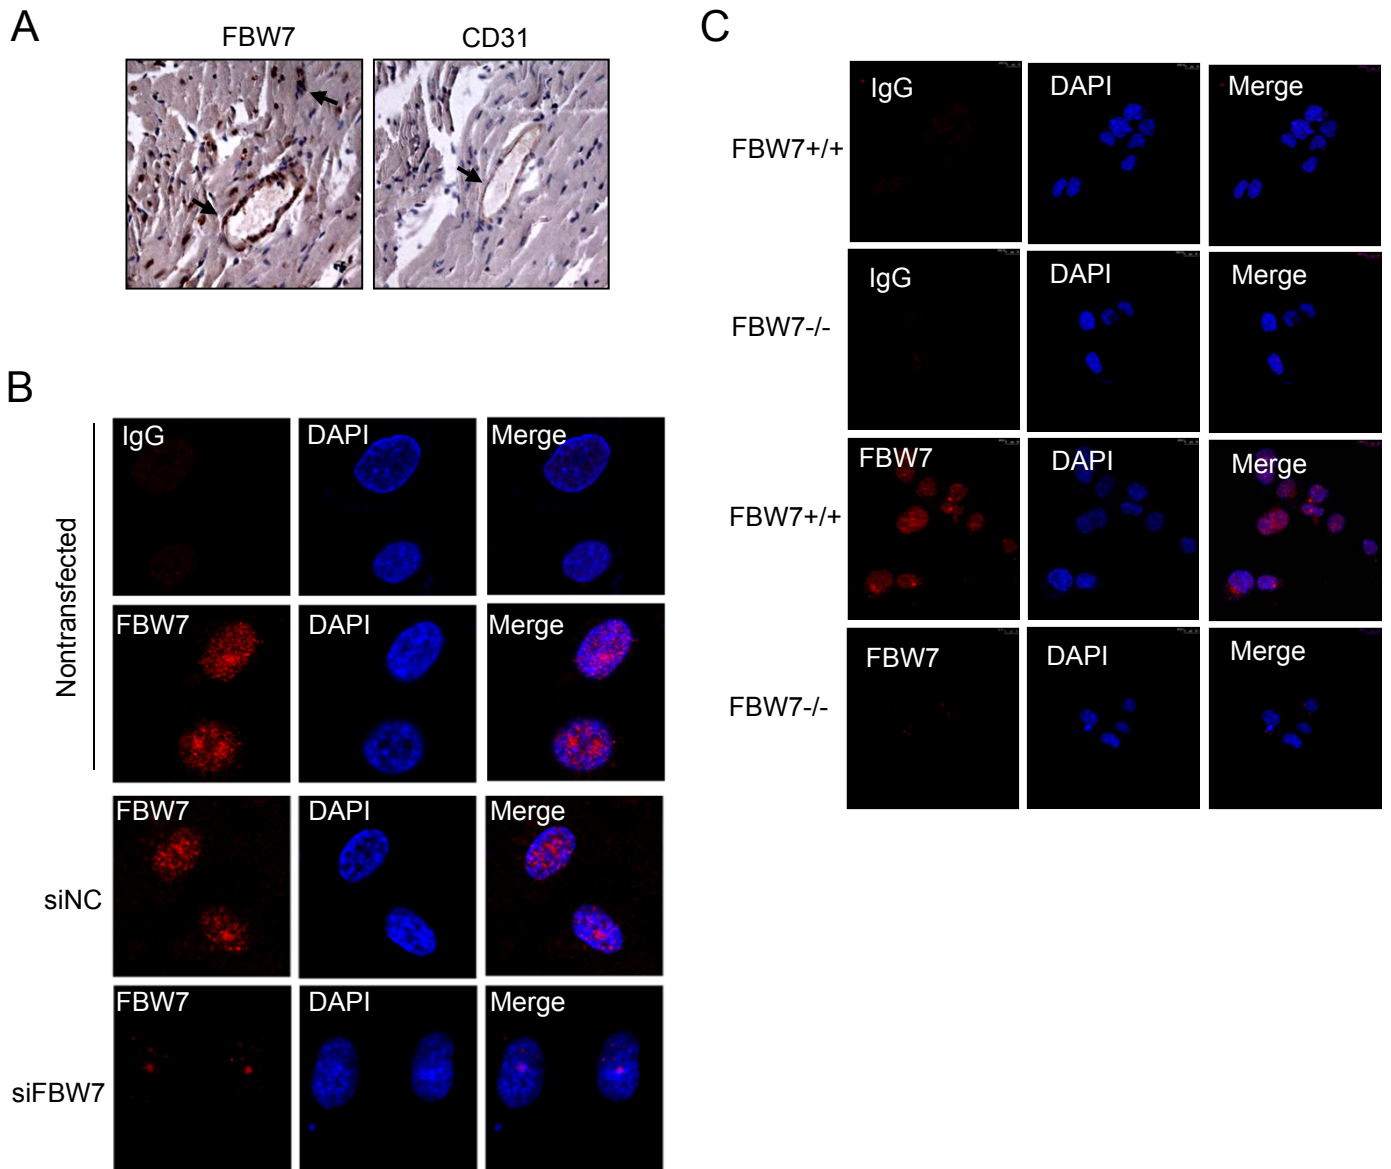 A
FBW7 CD31
B
Nontransfected
IgG DAPI Merge
FBW7 DAPI Merge
siNC
FBW7 DAPI Merge
siFBW7
FBW7 DAPI Merge
C
FBW7+/+
IgG DAPI Merge
FBW7-/-
IgG DAPI Merge
FBW7+/+
FBW7 DAPI Merge
FBW7-/-
FBW7 DAPI Merge